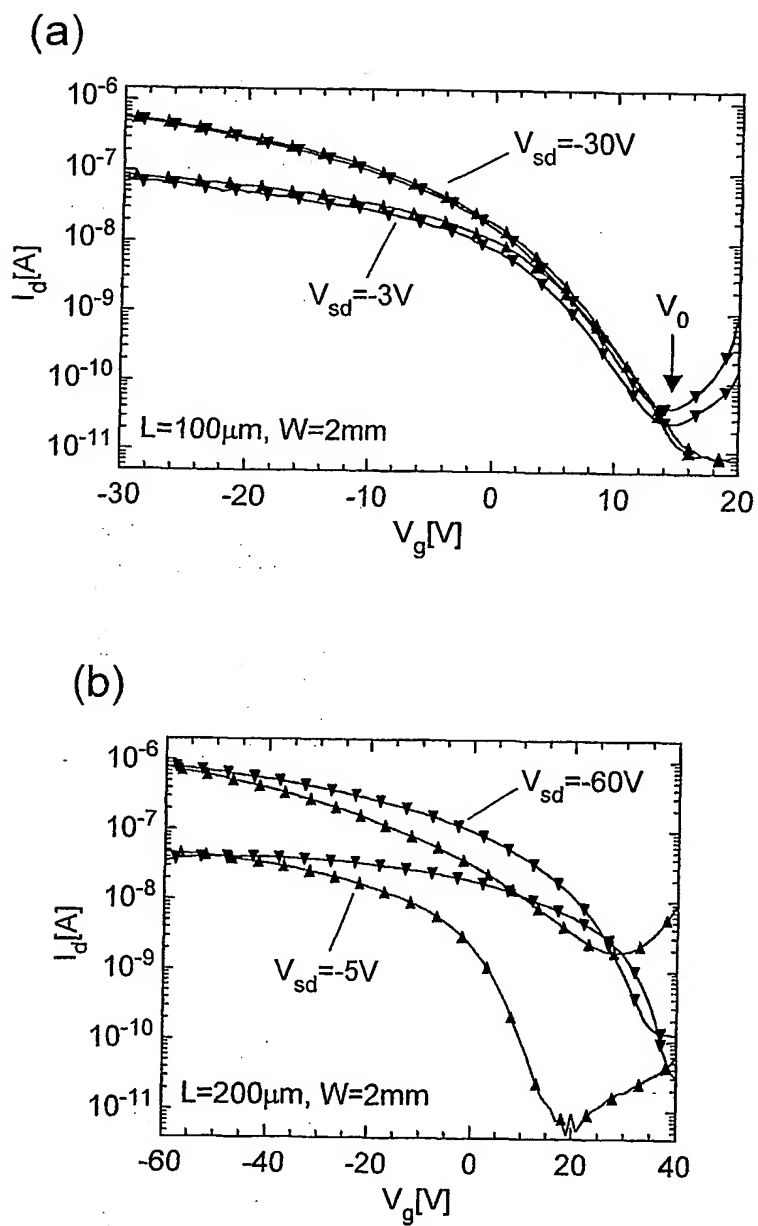 (a)
10-6
10-7
10-8
10-9
10-10
10-11
Id[A]
Vsd=-30V
Vsd=-3V
V0
L=100μm, W=2mm
-30 -20 -10 0 10 20
Vg[V]
(b)
10-6
10-7
10-8
10-9
10-10
10-11
Id[A]
Vsd=-60V
Vsd=-5V
L=200μm, W=2mm
-60 -40 -20 0 20 40
Vg[V]